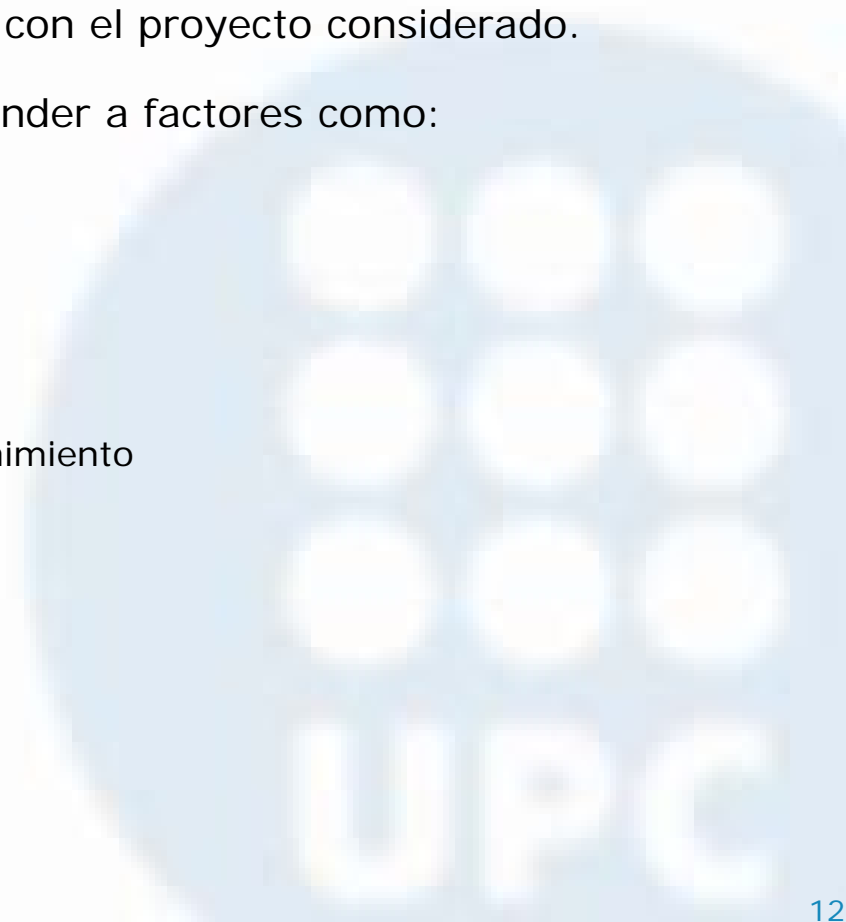 con el proyecto considerado.
nder a factores como:
imiento
UPC
12